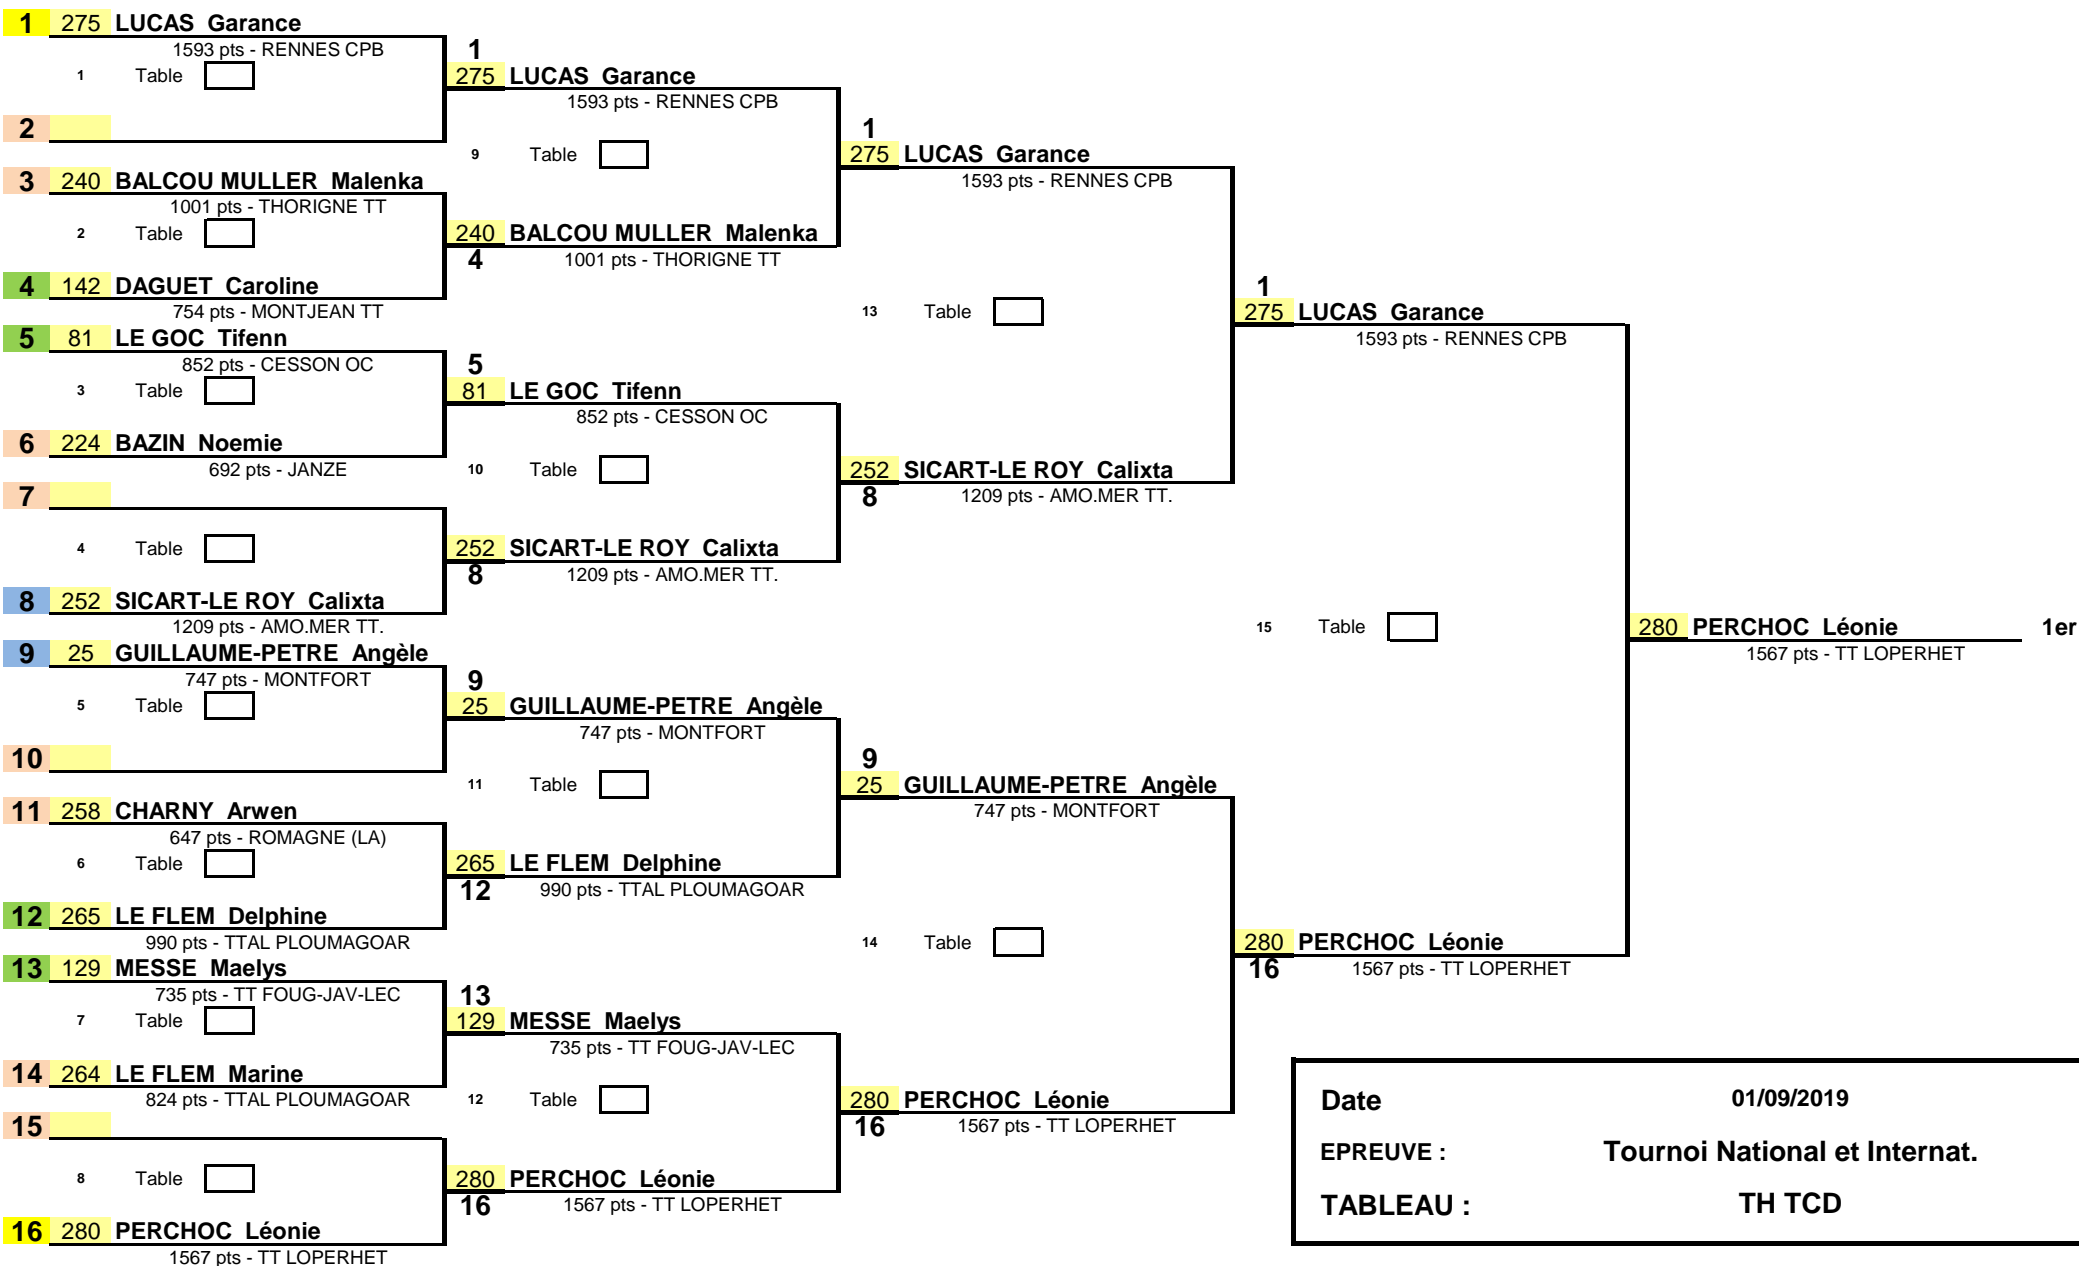 1 275 LUCAS Garance
1593 pts - RENNES CPB
1 Table
2
3 240 BALCOU MULLER Malenka
1001 pts - THORIGNE TT
2 Table
4 142 DAGUET Caroline
754 pts - MONTJEAN TT
5 81 LE GOC Tifenn
852 pts - CESSON OC
3 Table
6 224 BAZIN Noemie
692 pts - JANZE
7
4 Table
8 252 SICART-LE ROY Calixta
1209 pts - AMO.MER TT.
9 25 GUILLAUME-PETRE Angèle
747 pts - MONTFORT
5 Table
10
11 258 CHARNY Arwen
647 pts - ROMAGNE (LA)
6 Table
12 265 LE FLEM Delphine
990 pts - TTAL PLOUMAGOAR
13 129 MESSE Maelys
735 pts - TT FOUG-JAV-LEC
7 Table
14 264 LE FLEM Marine
824 pts - TTAL PLOUMAGOAR
15
8 Table
16 280 PERCHOC Léonie
1567 pts - TT LOPERHET
1
275 LUCAS Garance
1593 pts - RENNES CPB
9 Table
240 BALCOU MULLER Malenka
4 1001 pts - THORIGNE TT
5
81 LE GOC Tifenn
852 pts - CESSON OC
10 Table
252 SICART-LE ROY Calixta
8 1209 pts - AMO.MER TT.
9
25 GUILLAUME-PETRE Angèle
747 pts - MONTFORT
11 Table
265 LE FLEM Delphine
12 990 pts - TTAL PLOUMAGOAR
13
129 MESSE Maelys
735 pts - TT FOUG-JAV-LEC
12 Table
280 PERCHOC Léonie
16 1567 pts - TT LOPERHET
1
275 LUCAS Garance
1593 pts - RENNES CPB
13 Table
252 SICART-LE ROY Calixta
8 1209 pts - AMO.MER TT.
9
25 GUILLAUME-PETRE Angèle
747 pts - MONTFORT
14 Table
280 PERCHOC Léonie
16 1567 pts - TT LOPERHET
1
275 LUCAS Garance
1593 pts - RENNES CPB
15 Table
280 PERCHOC Léonie
16 1567 pts - TT LOPERHET
280 PERCHOC Léonie 1er
1567 pts - TT LOPERHET
Date 01/09/2019
EPREUVE : Tournoi National et Internat.
TABLEAU : TH TCD